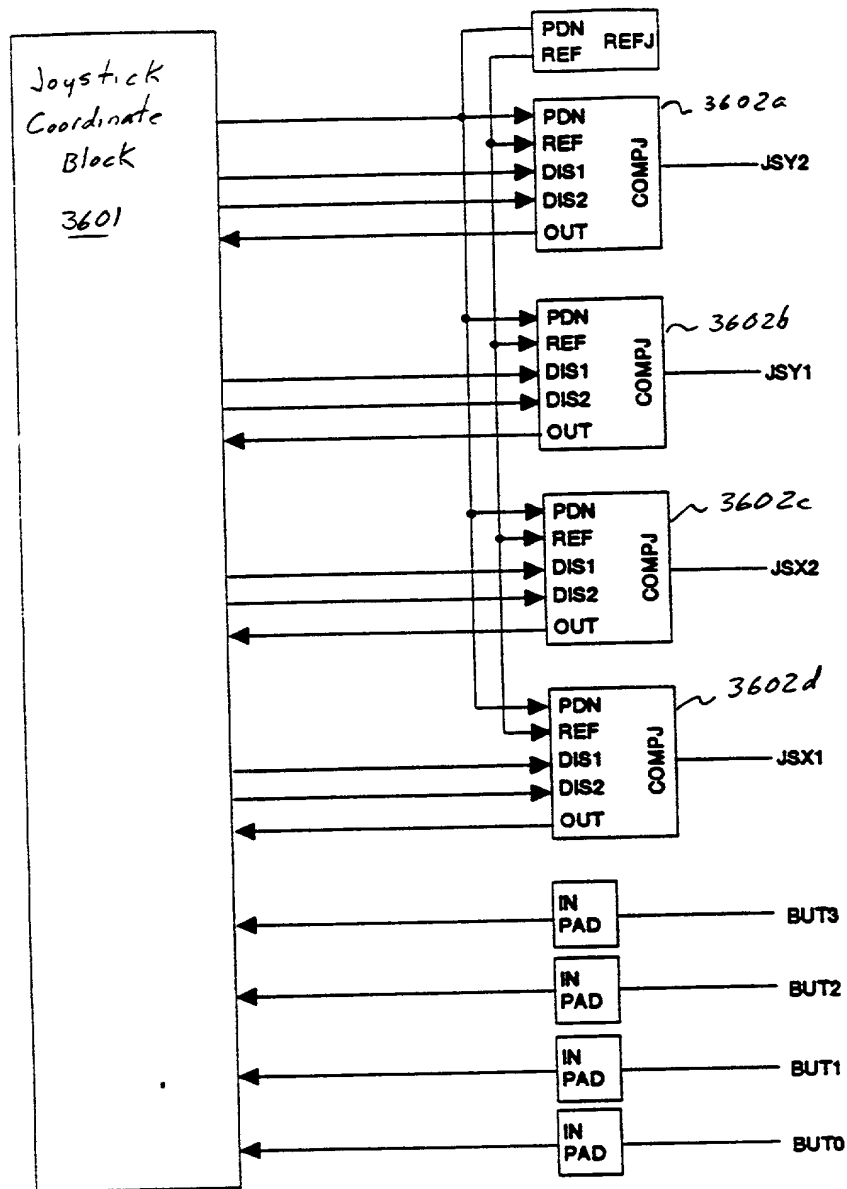 Joystick
Coordinate
Block
3601
PDN
REF
REFJ
3602a
PDN
REF
DIS1
DIS2
OUT
COMPJ
JSY2
3602b
PDN
REF
DIS1
DIS2
OUT
COMPJ
JSY1
3602c
PDN
REF
DIS1
DIS2
OUT
COMPJ
JSX2
3602d
PDN
REF
DIS1
DIS2
OUT
COMPJ
JSX1
IN
PAD
BUT3
IN
PAD
BUT2
IN
PAD
BUT1
IN
PAD
BUT0